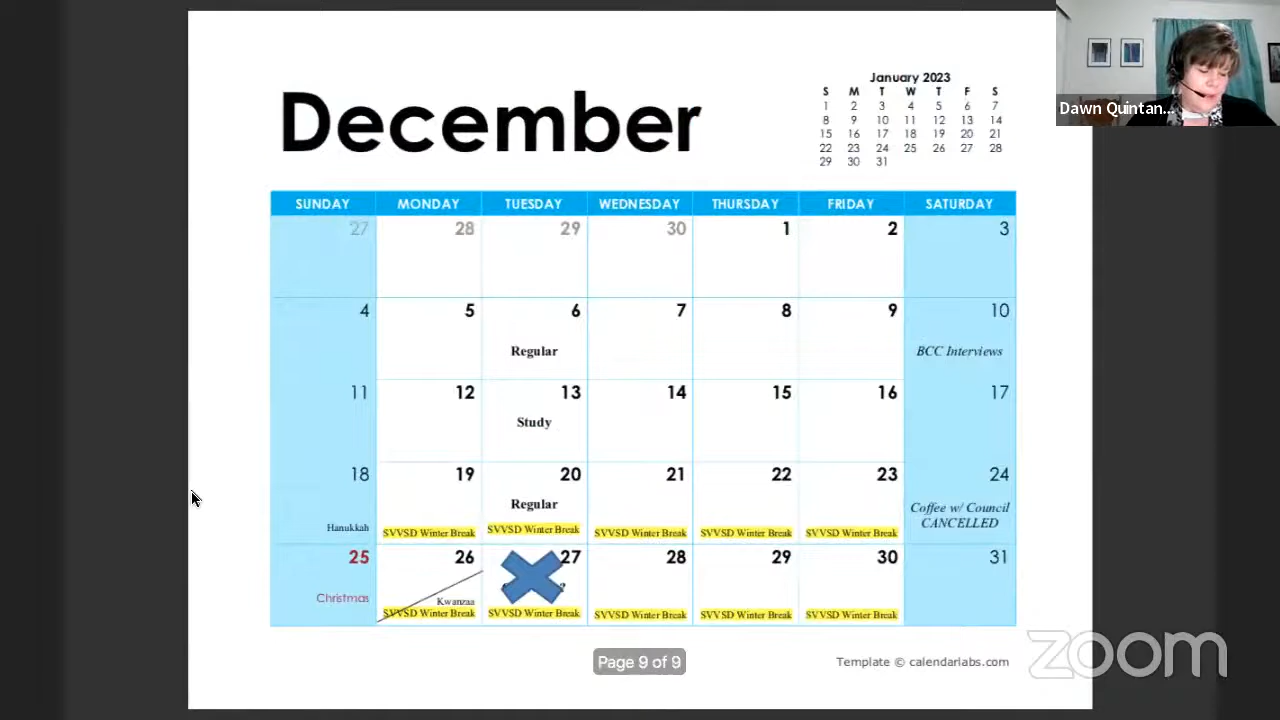 December
January 2023
S M T W T F S
1 2 3 4 5 6 7
8 9 10 11 12 13 14
15 16 17 18 19 20 21
22 23 24 25 26 27 28
29 30 31
Dawn Quintan...
SUNDAY MONDAY TUESDAY WEDNESDAY THURSDAY FRIDAY SATURDAY
27 28 29 30 1 2 3
4 5 6 7 8 9 10
Regular BCC Interviews
11 12 13 14 15 16 17
Study
18 19 20 21 22 23 24
Regular Coffee w/ Council
CANCELLED
Hanukkah SVVSD Winter Break SVVSD Winter Break SVVSD Winter Break SVVSD Winter Break SVVSD Winter Break
25 26 27 28 29 30 31
Christmas Kwanzaa
SVVSD Winter Break SVVSD Winter Break SVVSD Winter Break SVVSD Winter Break SVVSD Winter Break
Page 9 of 9
Template © calendarlabs.com
zoom